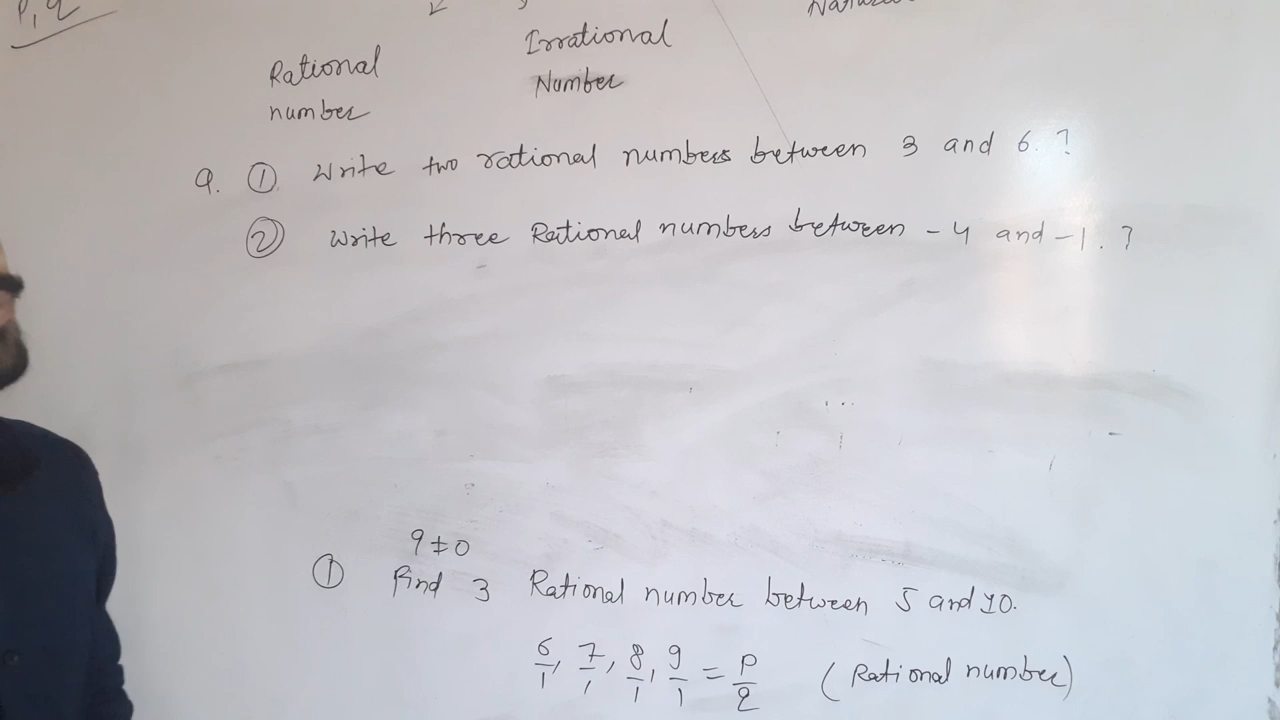 P, q
Rational
number
Irrational
Number
Q. ① Write two rational numbers between 3 and 6. ?
② Write three Rational numbers between -4 and -1. ?
q ≠ 0
① Find 3 Rational number between 5 and 10.
6/1, 7/1, 8/1, 9/1 = P/q (Rational number)